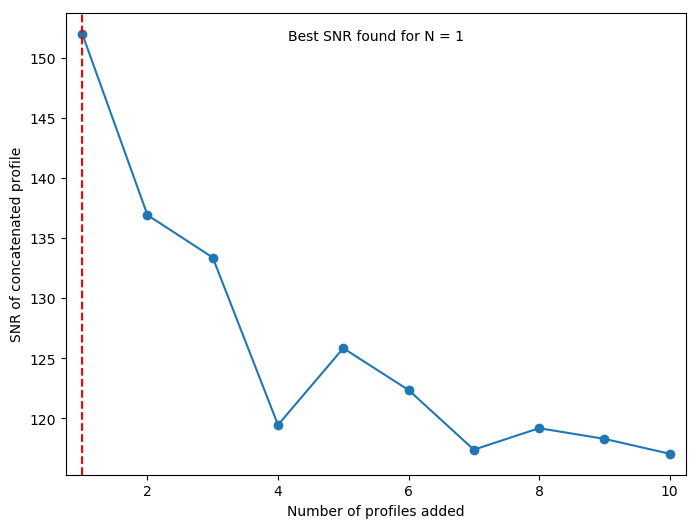 Best SNR found for N = 1
SNR of concatenated profile
150
145
140
135
130
125
120
2 4 6 8 10
Number of profiles added